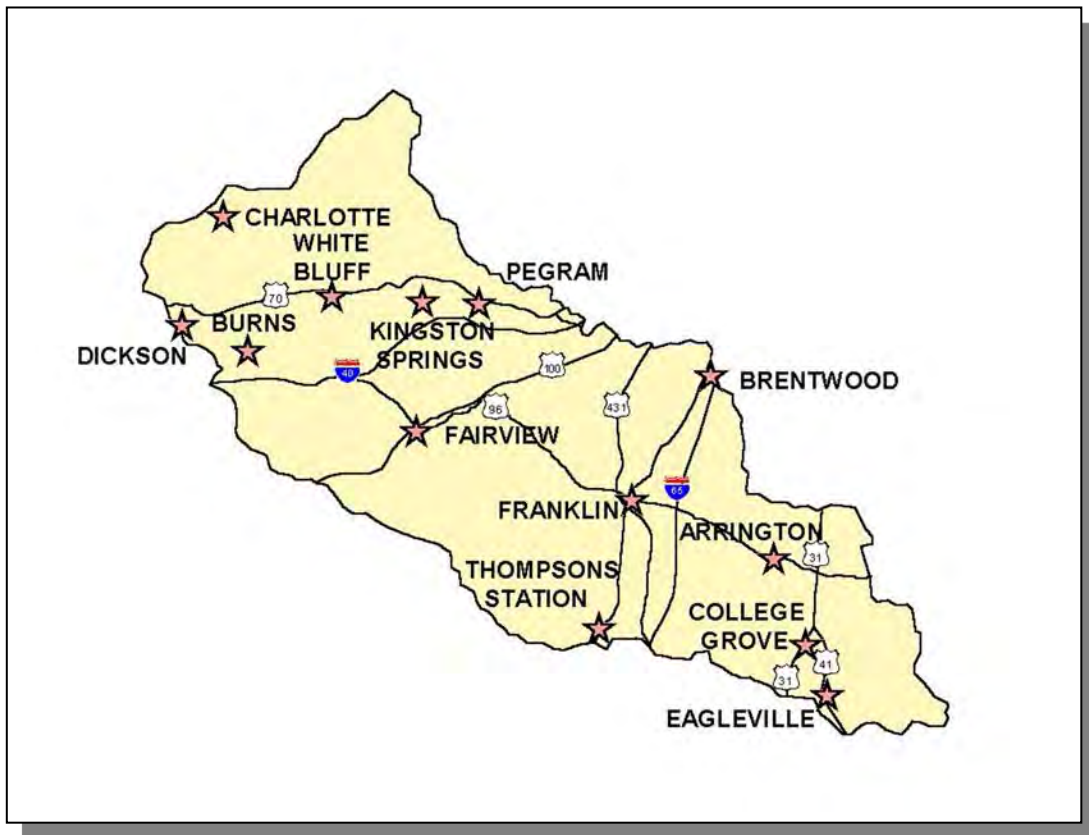 CHARLOTTE
WHITE
BLUFF
PEGRAM
70
BURNS
KINGSTON
SPRINGS
DICKSON
40
100
BRENTWOOD
96
431
FAIRVIEW
65
FRANKLIN
ARRINGTON
31
THOMPSONS
STATION
COLLEGE
GROVE
41
31
EAGLEVILLE